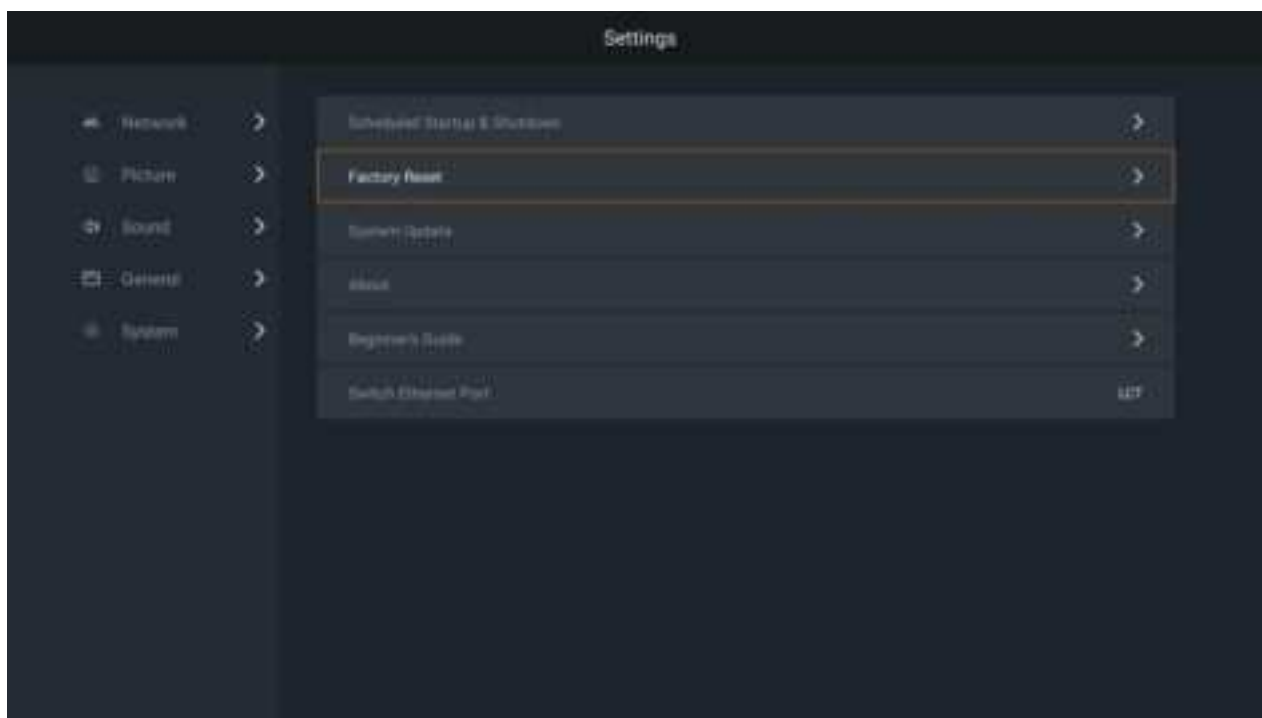 Settings
Network
Picture
Sound
General
System
Scheduled Startup & Shutdown
Factory Reset
System Update
About
Beginner's Guide
Switch Ethernet Port